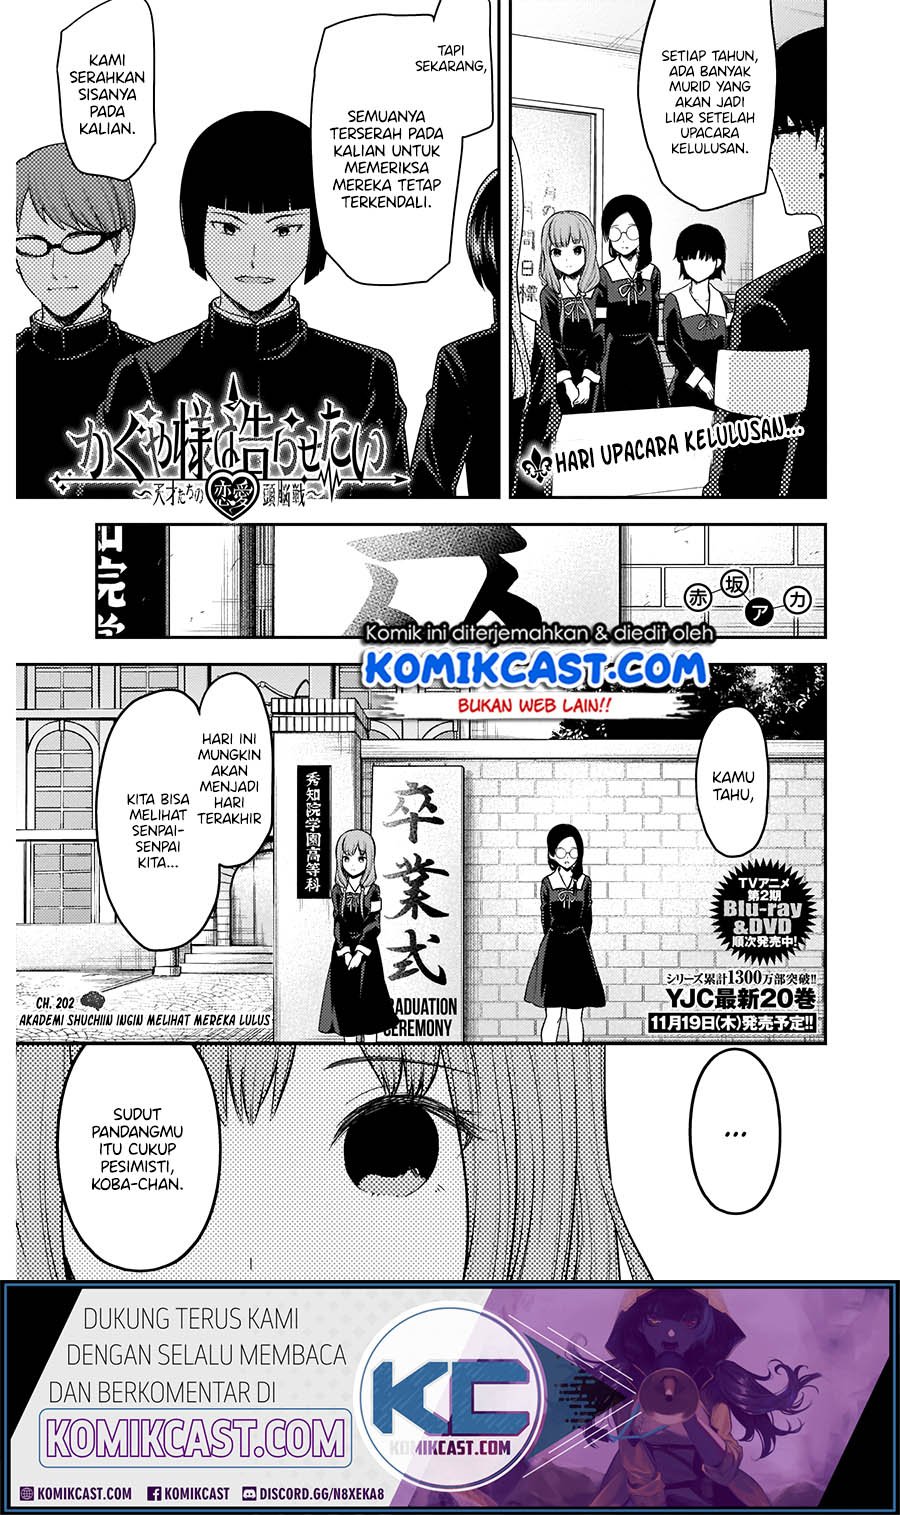 SETIAP TAHUN,
ADA BANYAK
MURID YANG
AKAN JADI
LIAR SETELAH
UPACARA
KELULUSAN.
目標
HARI UPACARA KELULUSAN...
TAPI
SEKARANG,
SEMUANYA
TERSERAH PADA
KALIAN UNTUK
MEMERIKSA
MEREKA TETAP
TERKENDALI.
KAMI
SERAHKAN
SISANYA
PADA
KALIAN.
かぐや様は告らせたい
~天才たちの恋愛頭脳戦~
赤坂アカ
Komik ini diterjemahkan & diedit oleh
KOMIKCAST.COM
BUKAN WEB LAIN!!
KAMU
TAHU,
HARI INI
MUNGKIN
AKAN
MENJADI
HARI
TERAKHIR
KITA BISA
MELIHAT
SENPAI-
SENPAI
KITA...
秀知院学園高等科
卒業式
GRADUATION
CEREMONY
TVアニメ
第2期
Blu-ray
&DVD
順次発売中!
シリーズ累計1300万部突破!!
YJC最新20巻
11月19日(木)発売予定!!
CH. 202
AKADEMI SHUCHIIN INGIN MELIHAT MEREKA LULUS
...
SUDUT
PANDANGMU
ITU CUKUP
PESIMISTI,
KOBA-CHAN.
DUKUNG TERUS KAMI
DENGAN SELALU MEMBACA
DAN BERKOMENTAR DI
KOMIKCAST.COM
KC
KOMIKCAST.COM
KOMIKCAST.COM
KOMIKCAST
DISCORD.GG/N8XEKA8